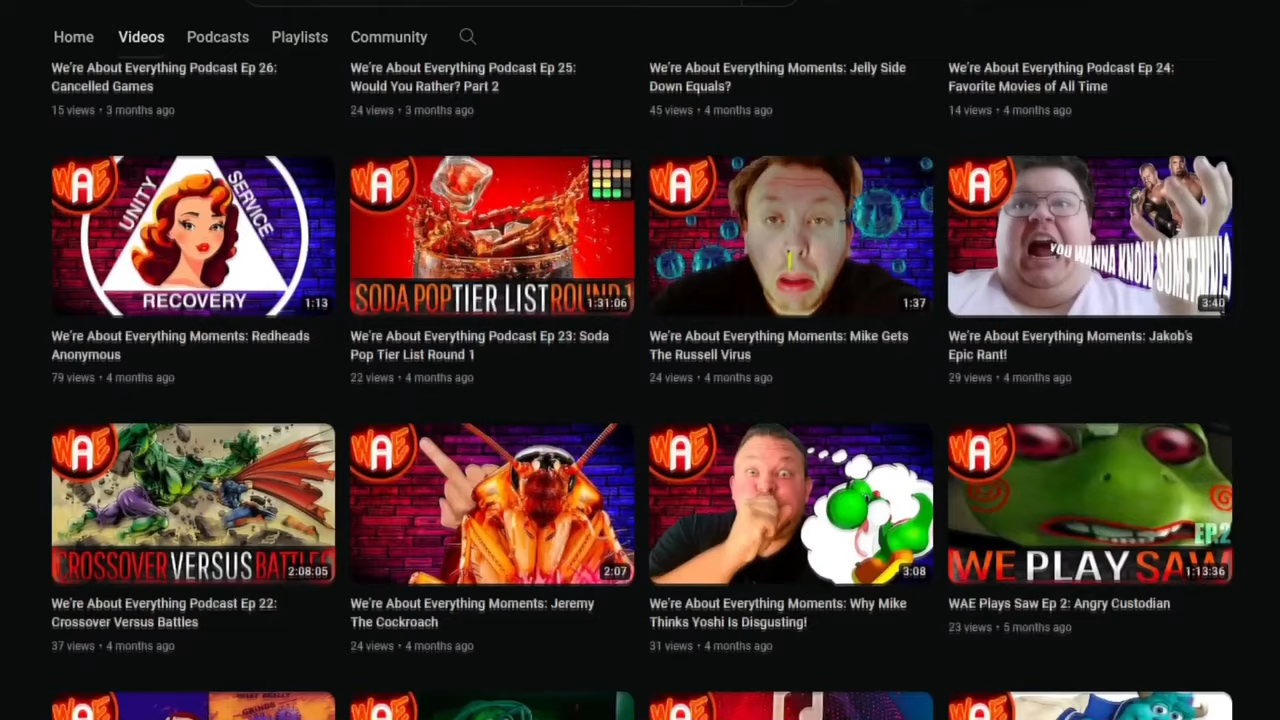 Home Videos Podcasts Playlists Community
We're About Everything Podcast Ep 26:
Cancelled Games
15 views • 3 months ago
We're About Everything Podcast Ep 25:
Would You Rather? Part 2
24 views • 3 months ago
We're About Everything Moments: Jelly Side
Down Equals?
45 views • 4 months ago
We're About Everything Podcast Ep 24:
Favorite Movies of All Time
14 views • 4 months ago
WAE
UNITY
SERVICE
RECOVERY
1:13
We're About Everything Moments: Redheads
Anonymous
79 views • 4 months ago
WAE
SODA POP TIER LIST ROUND 1
1:31:06
We're About Everything Podcast Ep 23: Soda
Pop Tier List Round 1
22 views • 4 months ago
WAE
1:37
We're About Everything Moments: Mike Gets
The Russell Virus
24 views • 4 months ago
WAE
YOU WANNA KNOW SOMETHING?
3:40
We're About Everything Moments: Jakob's
Epic Rant!
29 views • 4 months ago
WAE
CROSSOVER VERSUS BATTLES
2:08:05
We're About Everything Podcast Ep 22:
Crossover Versus Battles
37 views • 4 months ago
WAE
2:07
We're About Everything Moments: Jeremy
The Cockroach
24 views • 4 months ago
WAE
3:08
We're About Everything Moments: Why Mike
Thinks Yoshi Is Disgusting!
31 views • 4 months ago
WAE
EP.2
WE PLAY SAW
1:13:36
WAE Plays Saw Ep 2: Angry Custodian
23 views • 5 months ago
WAE
GRINDS
WAE
WAE
WAE